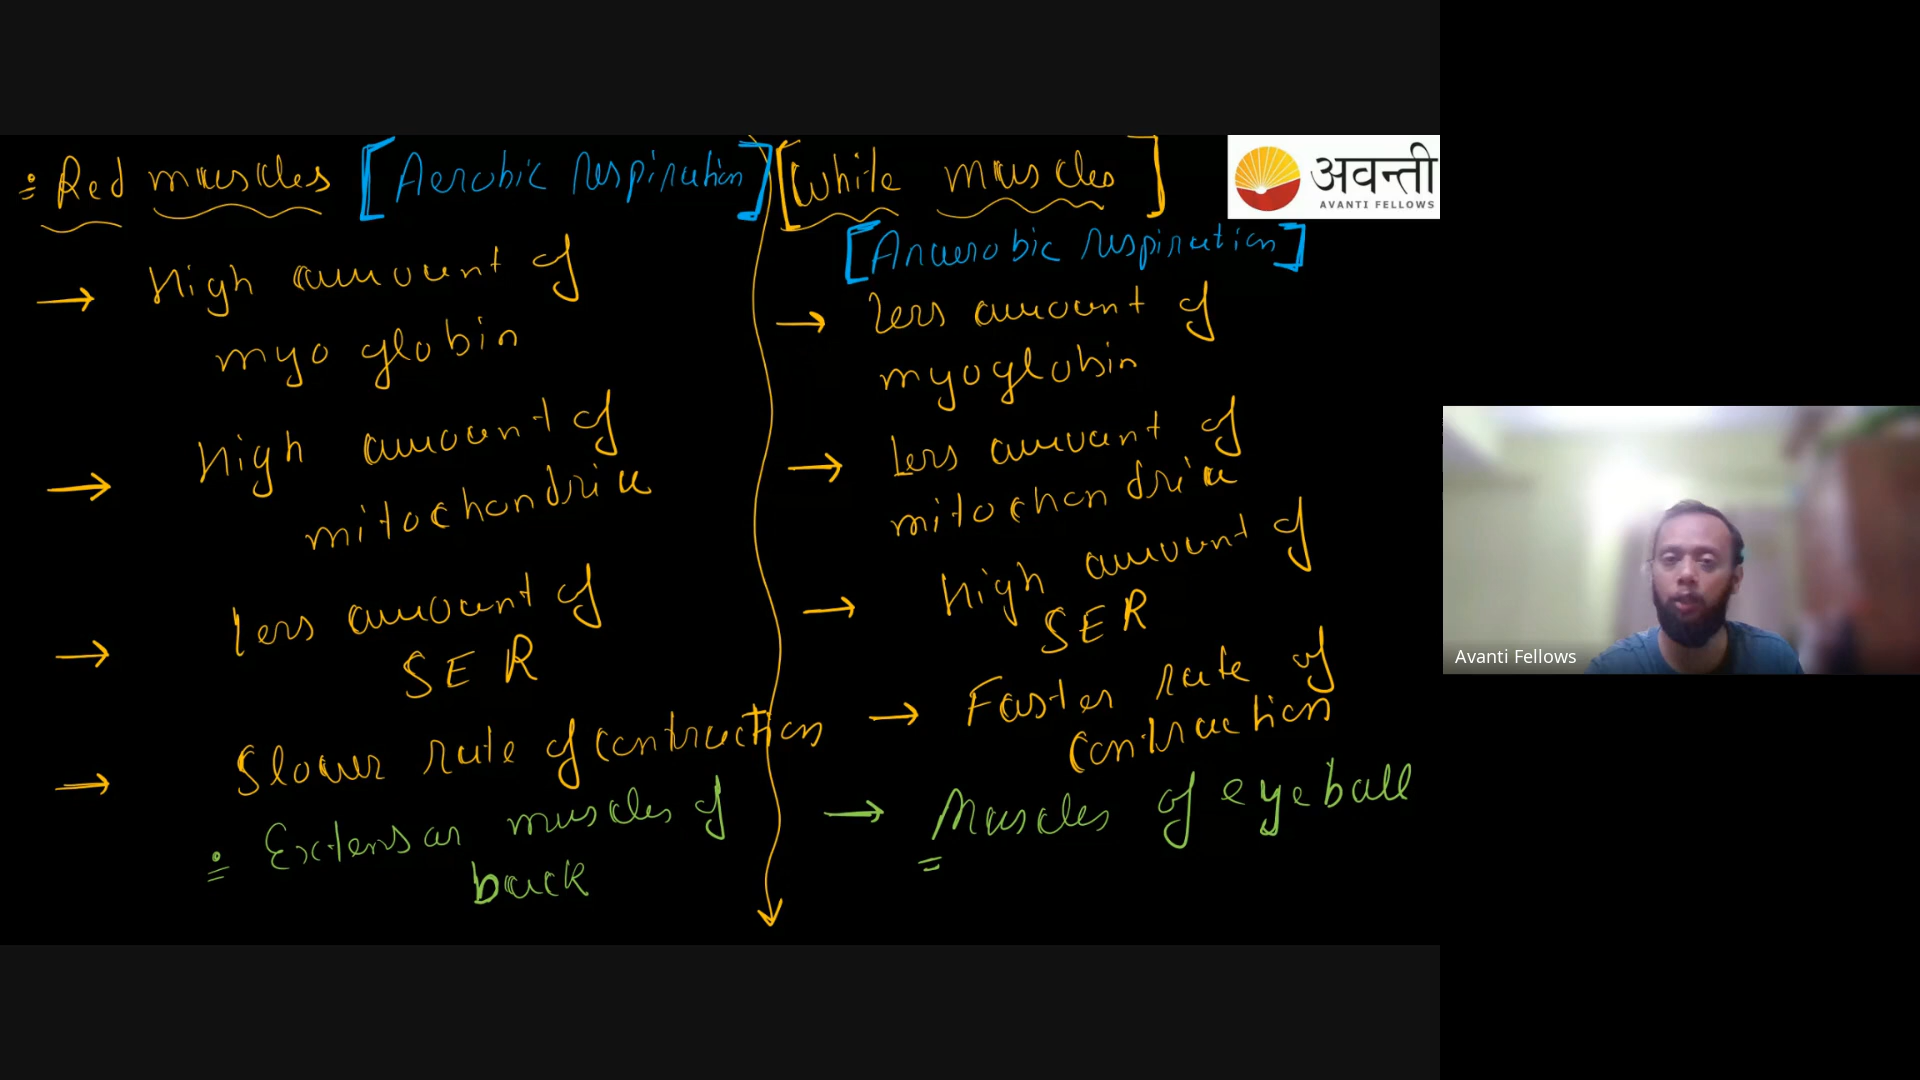 Red muscles [Aerobic respiration]
→ High amount of
myoglobin
→ High amount of
mitochondria
→ less amount of
SER
→ Slower rate of contraction
Extensor muscles of
back
[White muscles]
[Anaerobic respiration]
→ less amount of
myoglobin
→ Less amount of
mitochondria
→ High amount of
SER
→ Faster rate of
contraction
→ Muscles of eyeball
अवन्ती
AVANTI FELLOWS
Avanti Fellows